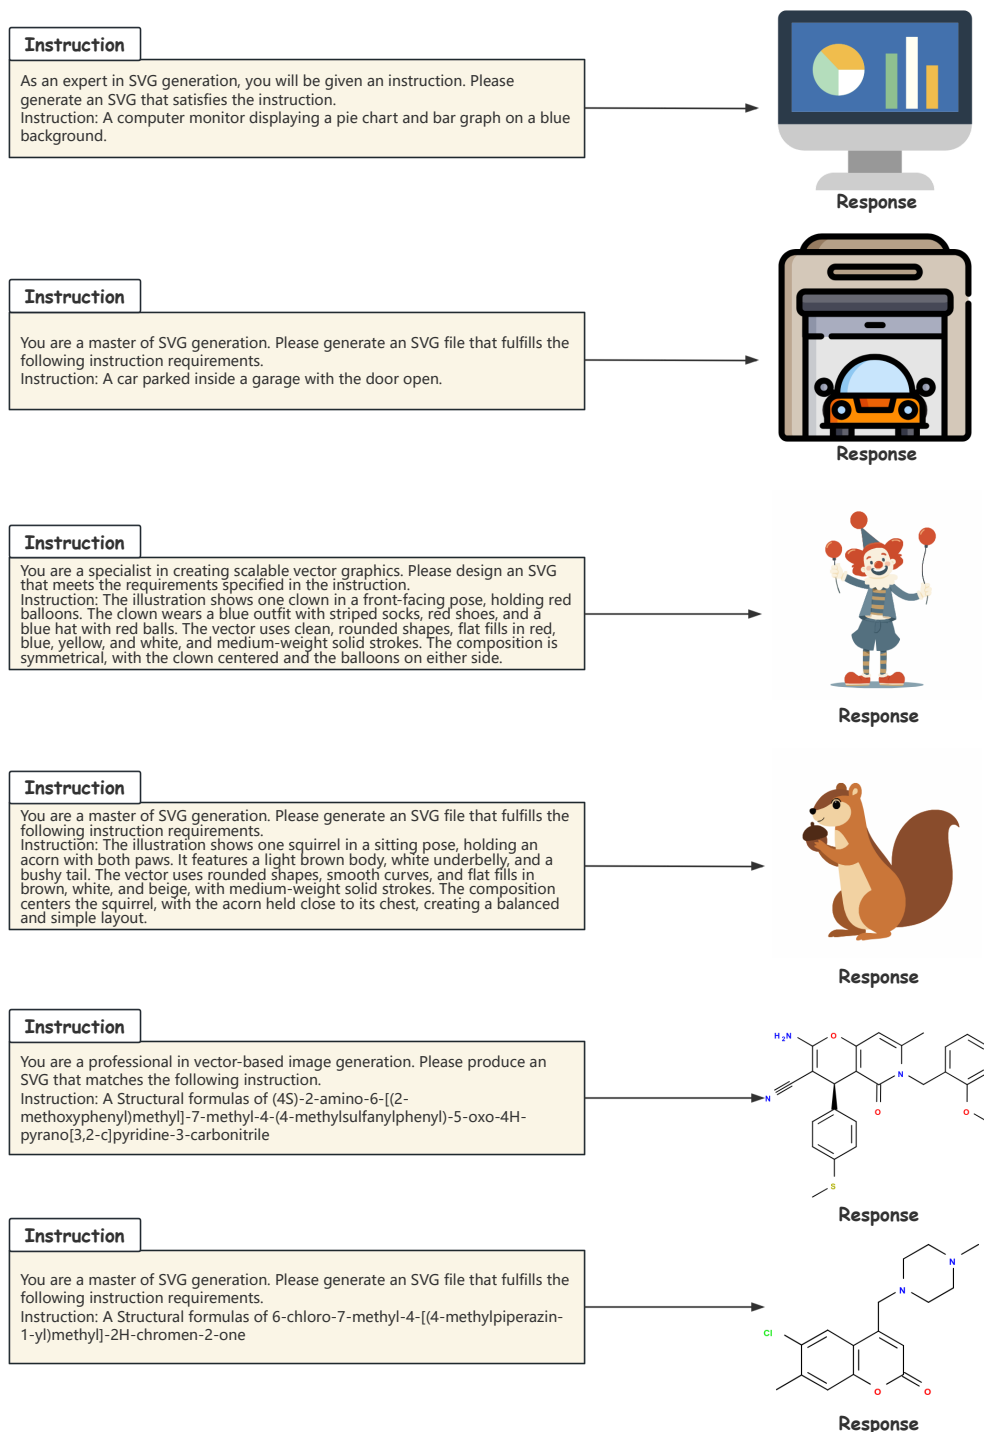 Instruction
As an expert in SVG generation, you will be given an instruction. Please
generate an SVG that satisfies the instruction.
Instruction: A computer monitor displaying a pie chart and bar graph on a blue
background.
Response
Instruction
You are a master of SVG generation. Please generate an SVG file that fulfills the
following instruction requirements.
Instruction: A car parked inside a garage with the door open.
Response
Instruction
You are a specialist in creating scalable vector graphics. Please design an SVG
that meets the requirements specified in the instruction.
Instruction: The illustration shows one clown in a front-facing pose, holding red
balloons. The clown wears a blue outfit with striped socks, red shoes, and a
blue hat with red balls. The vector uses clean, rounded shapes, flat fills in red,
blue, yellow, and white, and medium-weight solid strokes. The composition is
symmetrical, with the clown centered and the balloons on either side.
Response
Instruction
You are a master of SVG generation. Please generate an SVG file that fulfills the
following instruction requirements.
Instruction: The illustration shows one squirrel in a sitting pose, holding an
acorn with both paws. It features a light brown body, white underbelly, and a
bushy tail. The vector uses rounded shapes, smooth curves, and flat fills in
brown, white, and beige, with medium-weight solid strokes. The composition
centers the squirrel, with the acorn held close to its chest, creating a balanced
and simple layout.
Response
Instruction
You are a professional in vector-based image generation. Please produce an
SVG that matches the following instruction.
Instruction: A Structural formulas of (4S)-2-amino-6-[(2-
methoxyphenyl)methyl]-7-methyl-4-(4-methylsulfanylphenyl)-5-oxo-4H-
pyrano[3,2-c]pyridine-3-carbonitrile
H2N
O
N
N
O
O
S
Response
Instruction
You are a master of SVG generation. Please generate an SVG file that fulfills the
following instruction requirements.
Instruction: A Structural formulas of 6-chloro-7-methyl-4-[(4-methylpiperazin-
1-yl)methyl]-2H-chromen-2-one
N
N
Cl
O
O
Response